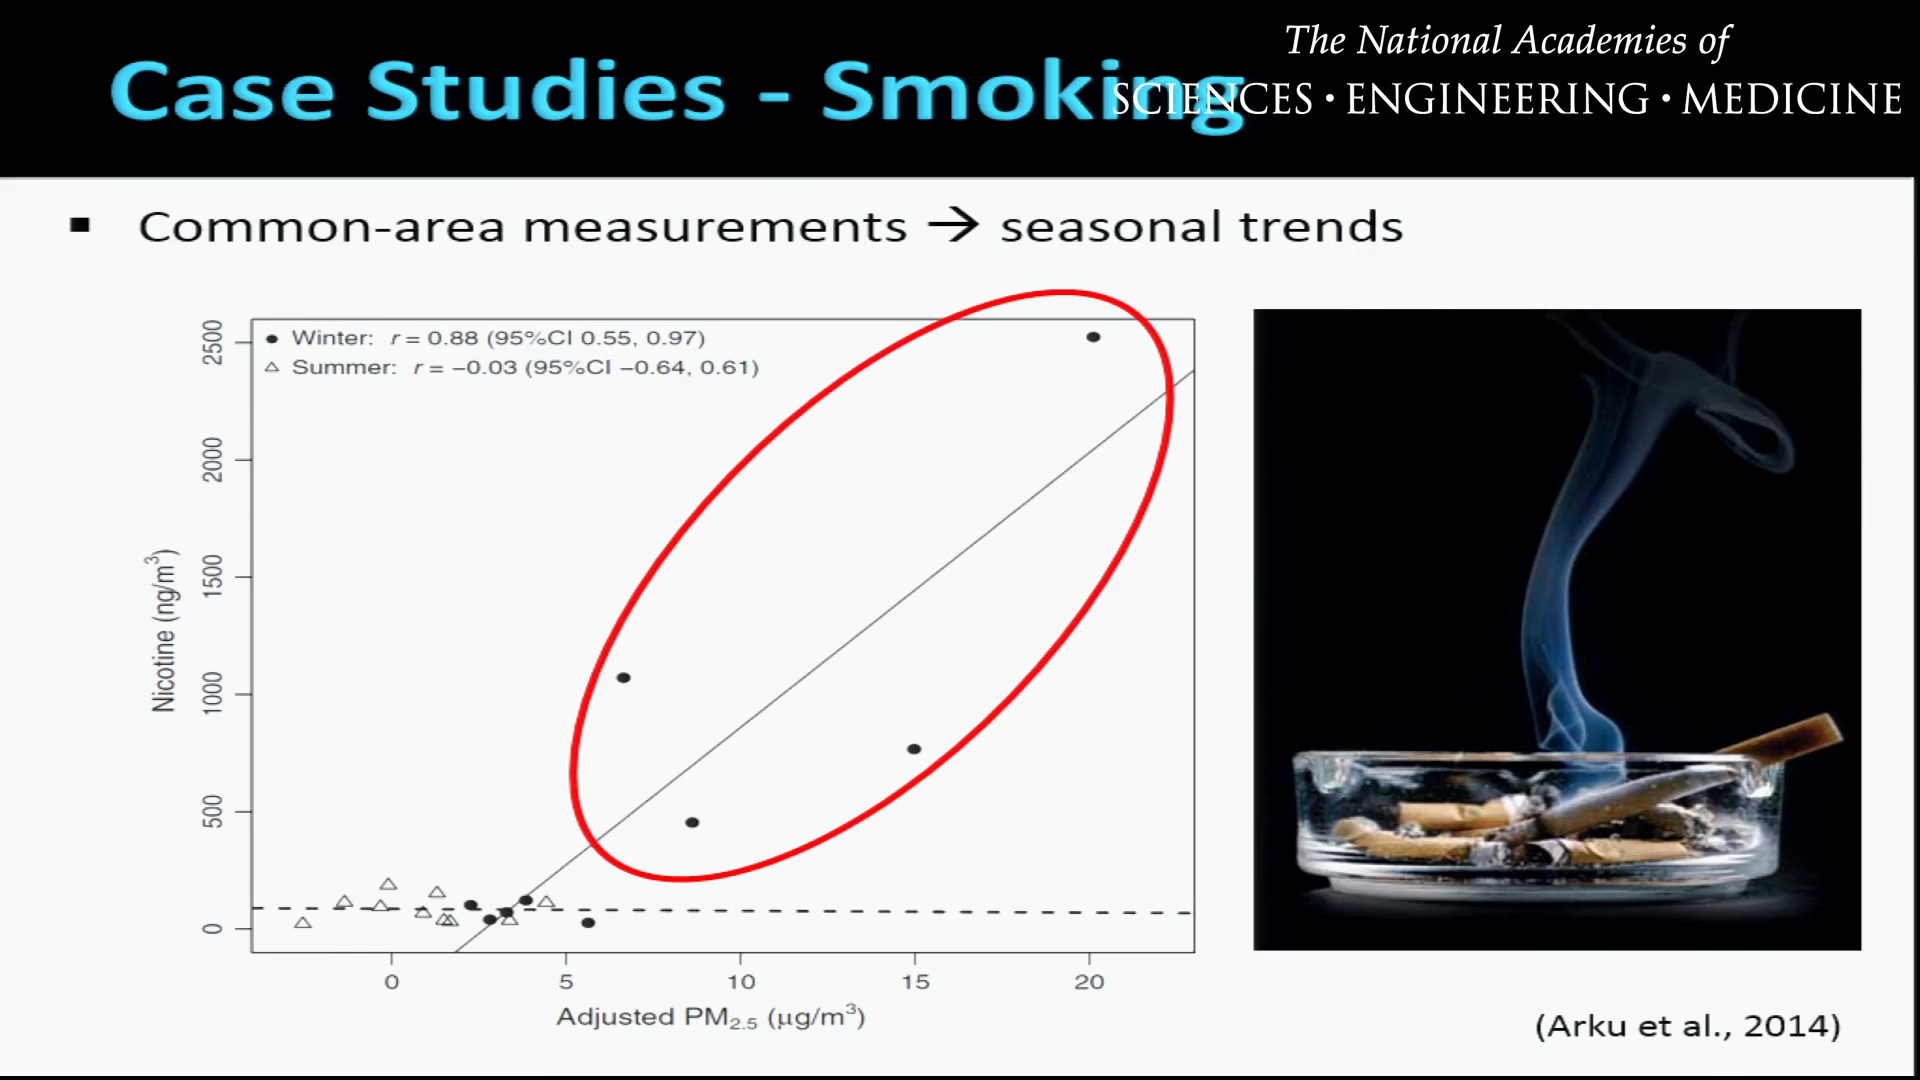 The National Academies of
SCIENCES • ENGINEERING • MEDICINE
Case Studies - Smoking
▪ Common-area measurements → seasonal trends
● Winter: r = 0.88 (95%CI 0.55, 0.97)
△ Summer: r = −0.03 (95%CI −0.64, 0.61)
2500
2000
1500
1000
500
0
Nicotine (ng/m³)
0 5 10 15 20
Adjusted PM₂.₅ (µg/m³)
(Arku et al., 2014)